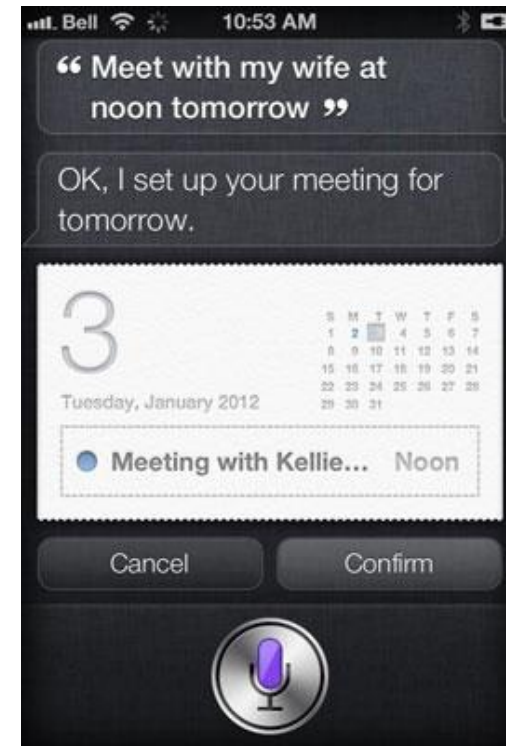 Bell 10:53 AM
“ Meet with my wife at
noon tomorrow ”
OK, I set up your meeting for
tomorrow.
3
Tuesday, January 2012
S M T W T F S
1 2 4 5 6 7
8 9 10 11 12 13 14
15 16 17 18 19 20 21
22 23 24 25 26 27 28
29 30 31
Meeting with Kellie... Noon
Cancel Confirm